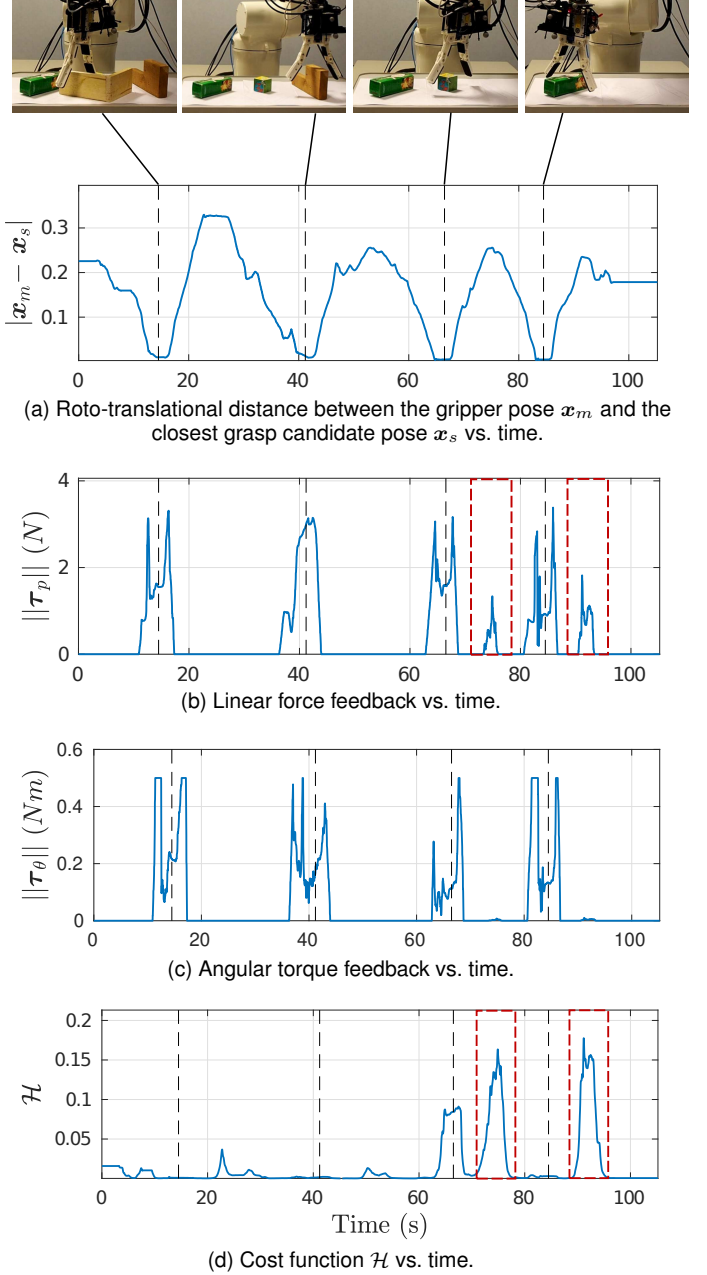 |x_m − x_s|
0.3
0.2
0.1
0 20 40 60 80 100
(a) Roto-translational distance between the gripper pose x_m and the
closest grasp candidate pose x_s vs. time.
||τ_p|| (N)
4
2
0
0 20 40 60 80 100
(b) Linear force feedback vs. time.
||τ_θ|| (Nm)
0.6
0.4
0.2
0
0 20 40 60 80 100
(c) Angular torque feedback vs. time.
ℋ
0.2
0.15
0.1
0.05
0 20 40 60 80 100
Time (s)
(d) Cost function ℋ vs. time.